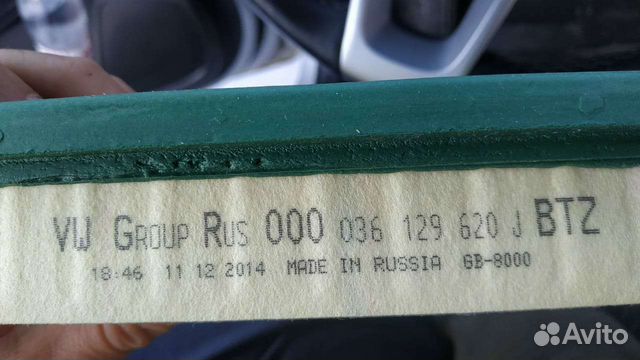 VW GROUP RUS 000 036 129 620 J BTZ
18:46 11 12 2014 MADE IN RUSSIA GB-8000
Avito